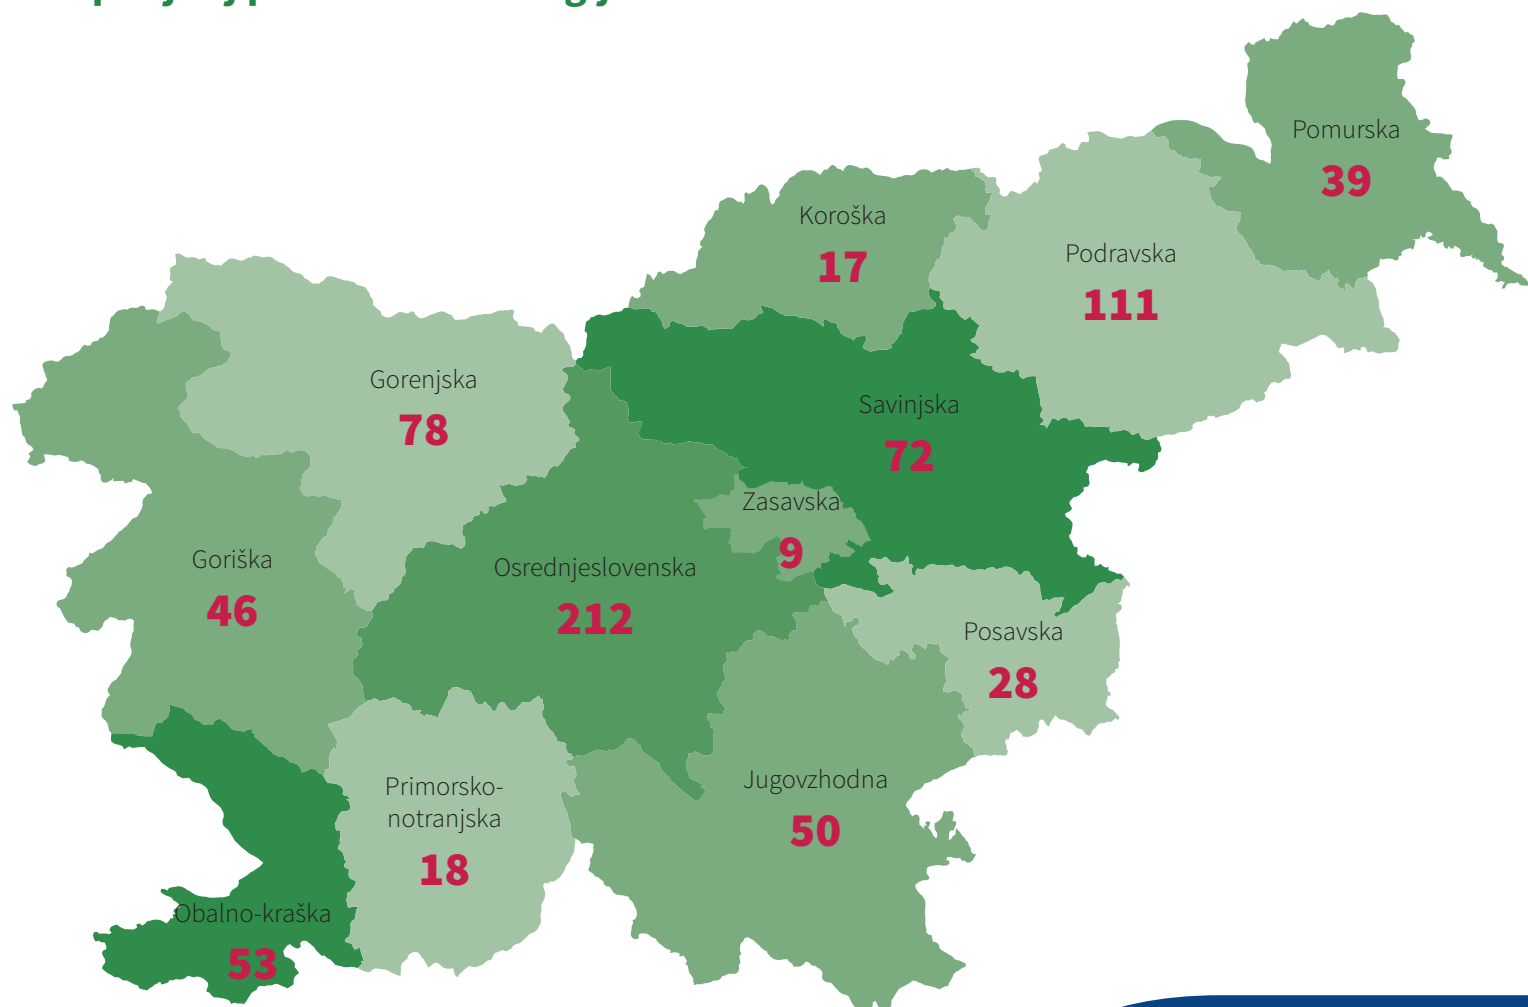 Pomurska
39
Koroška
17
Podravska
111
Gorenjska
78
Savinjska
72
Zasavska
9
Goriška
46
Osrednjeslovenska
212
Posavska
28
Primorsko-
notranjska
18
Jugovzhodna
50
Obalno-kraška
53